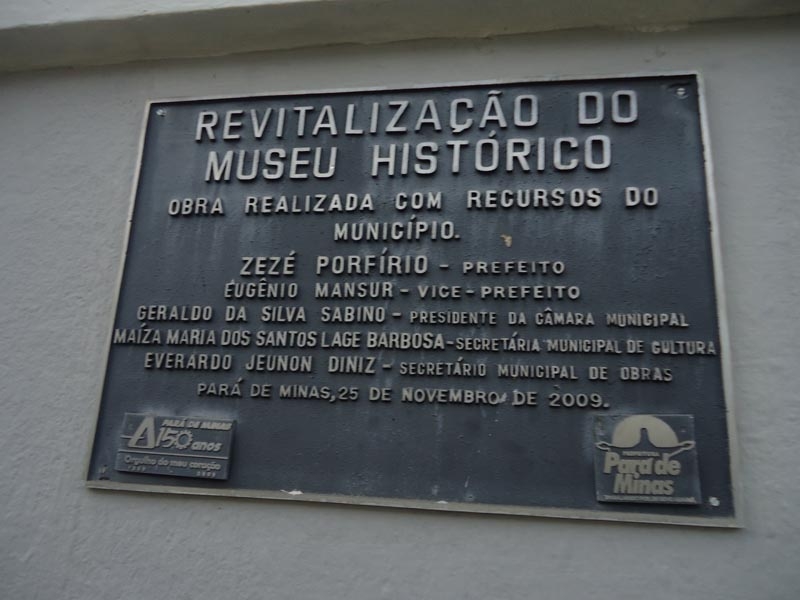 REVITALIZAÇÃO DO
MUSEU HISTÓRICO
OBRA REALIZADA COM RECURSOS DO
MUNICÍPIO.
ZEZÉ PORFÍRIO - PREFEITO
EUGÊNIO MANSUR - VICE-PREFEITO
GERALDO DA SILVA SABINO - PRESIDENTE DA CÂMARA MUNICIPAL
MAÍZA MARIA DOS SANTOS LAGE BARBOSA - SECRETÁRIA MUNICIPAL DE CULTURA
EVERARDO JEUNON DINIZ - SECRETÁRIO MUNICIPAL DE OBRAS
PARÁ DE MINAS, 25 DE NOVEMBRO DE 2009.
PARÁ DE MINAS
150 anos
Orgulho do meu coração
1859 2009
PREFEITURA
Pará de
Minas